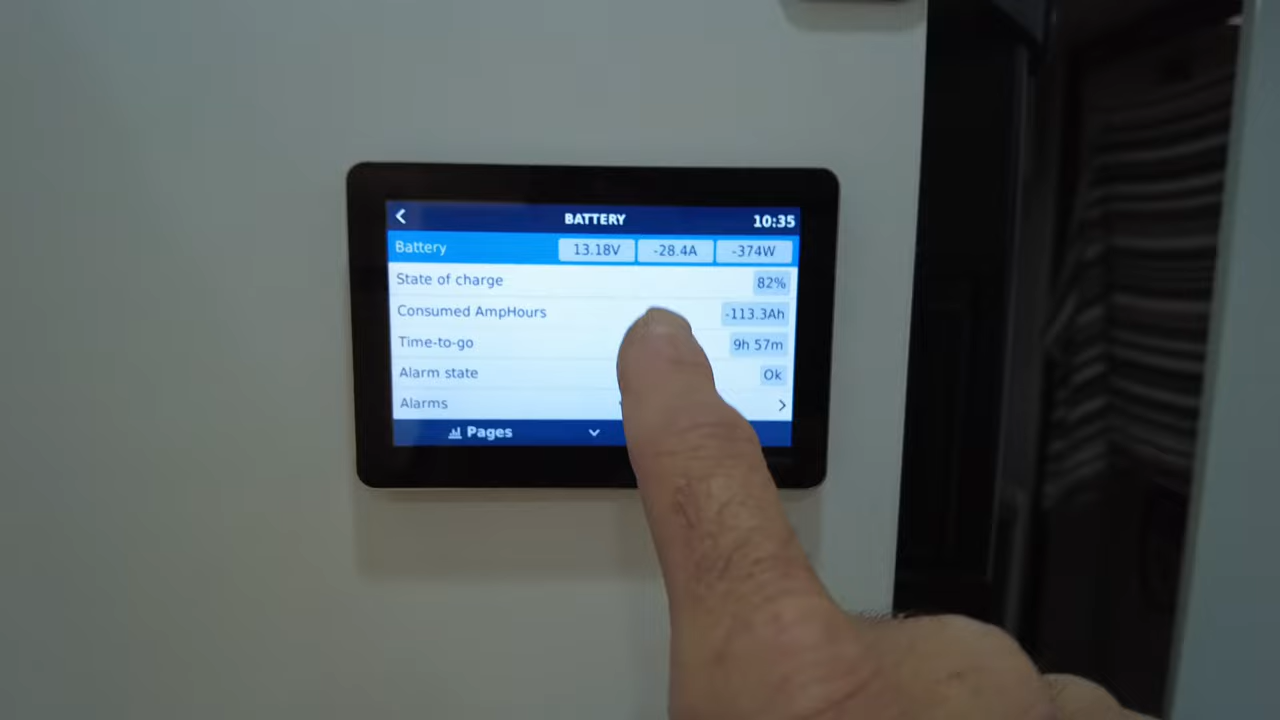 BATTERY 10:35
Battery 13.18V -28.4A -374W
State of charge 82%
Consumed AmpHours -113.3Ah
Time-to-go 9h 57m
Alarm state Ok
Alarms
Pages